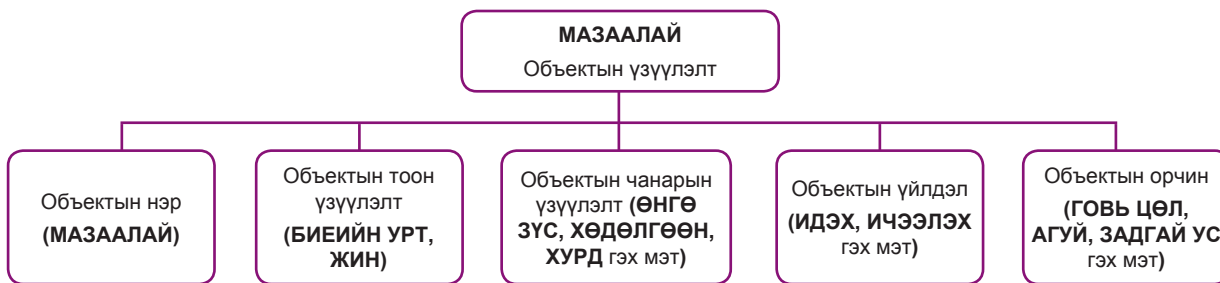 МАЗААЛАЙ
Объектын үзүүлэлт
Объектын нэр
(МАЗААЛАЙ)
Объектын тоон
үзүүлэлт
(БИЕИЙН УРТ,
ЖИН)
Объектын чанарын
үзүүлэлт (ӨНГӨ
ЗҮС, ХӨДӨЛГӨӨН,
ХУРД гэх мэт)
Объектын үйлдэл
(ИДЭХ, ИЧЭЭЛЭХ
гэх мэт)
Объектын орчин
(ГОВЬ ЦӨЛ,
АГУЙ, ЗАДГАЙ УС
гэх мэт)